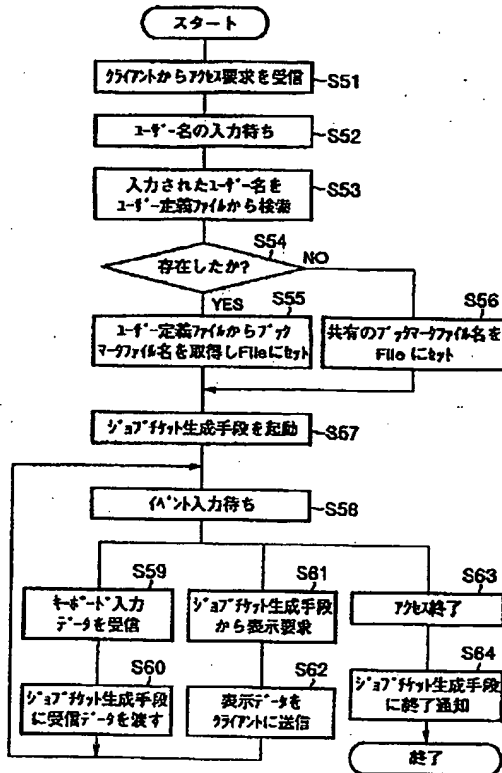 スタート
クライアントからアクセス要求を受信
S51
ユーザー名の入力待ち
S52
入力されたユーザー名を
ユーザー定義ファイルから検索
S53
S54
存在したか?
NO
YES
S55
ユーザー定義ファイルからブック
マークファイル名を取得しFileにセット
S56
共有のブックマークファイル名を
Fileにセット
ジョブチケット生成手段を起動
S57
イベント入力待ち
S58
S59
キーボード入力
データを受信
S60
ジョブチケット生成手段
に受信データを渡す
S61
ジョブチケット生成手段
から表示要求
S62
表示データを
クライアントに送信
S63
アクセス終了
S64
ジョブチケット生成手段
に終了通知
終了